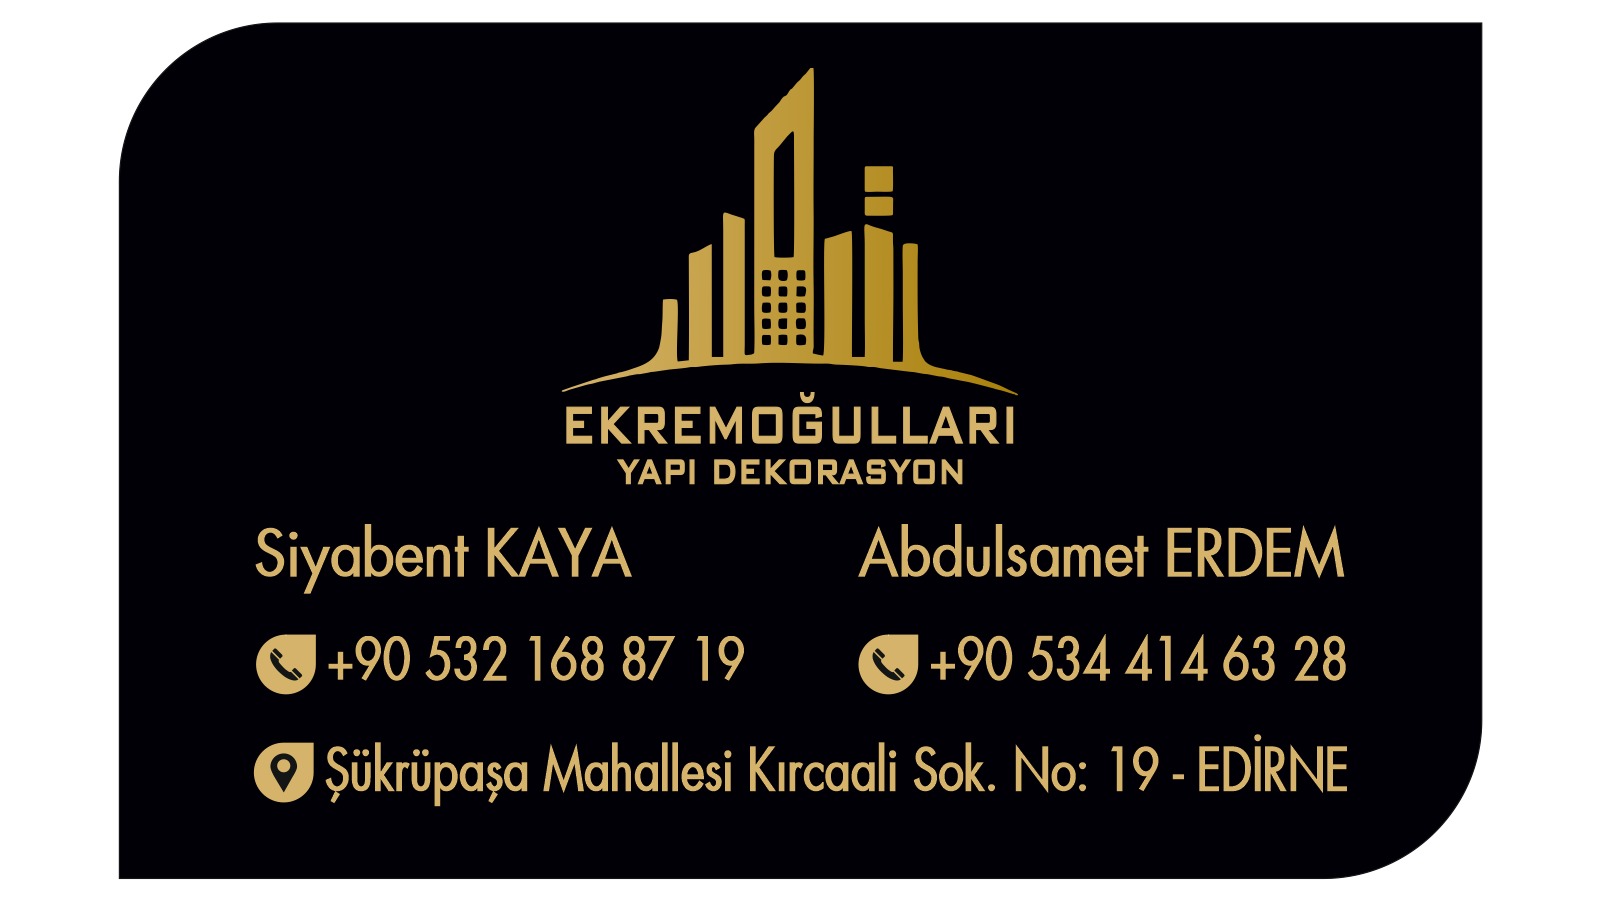 EKREMOĞULLARI
YAPI DEKORASYON
Siyabent KAYA
Abdulsamet ERDEM
+90 532 168 87 19
+90 534 414 63 28
Şükrüpaşa Mahallesi Kırcaali Sok. No: 19 - EDİRNE